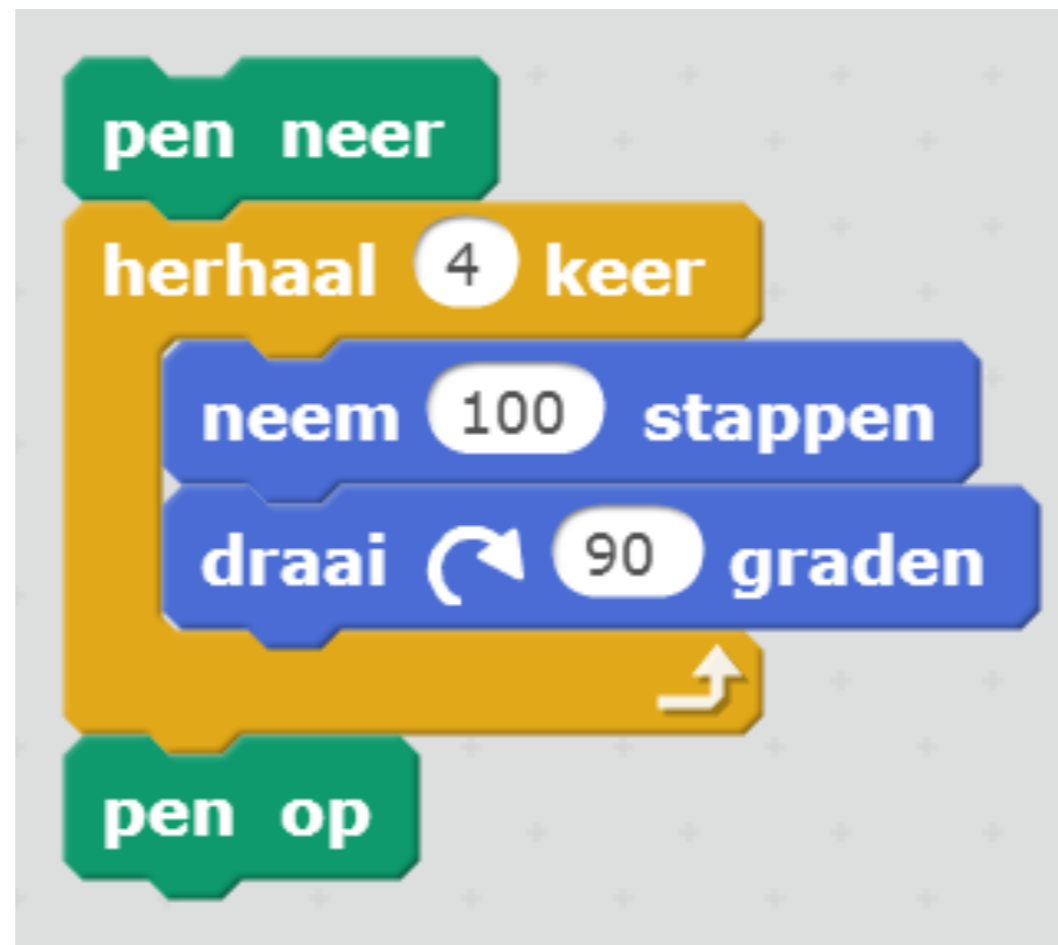 pen neer
herhaal 4 keer
neem 100 stappen
draai 90 graden
pen op